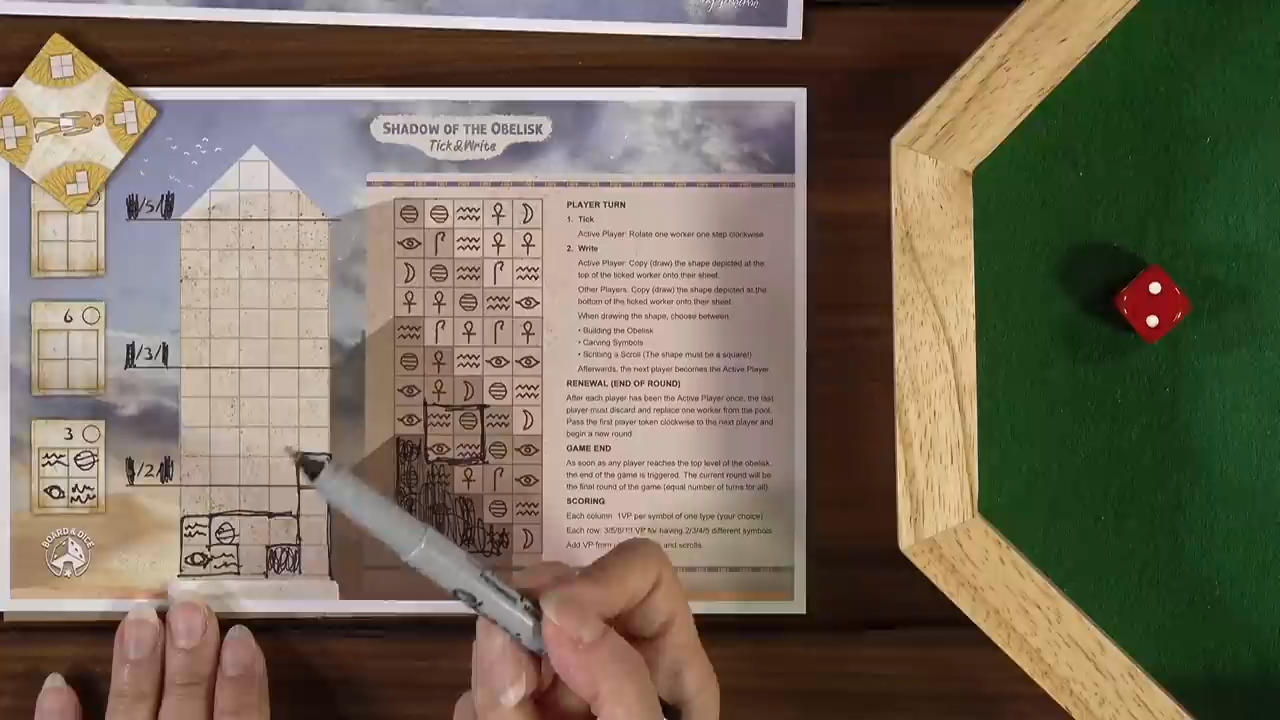 SHADOW OF THE OBELISK
Tick&Write
/5/
6
/3/
3
/2/
BOARD & DICE
PLAYER TURN
1. Tick
Active Player: Rotate one worker one step clockwise
2. Write
Active Player: Copy (draw) the shape depicted at the
top of the ticked worker onto their sheet.
Other Players: Copy (draw) the shape depicted at the
bottom of the ticked worker onto their sheet.
When drawing the shape, choose between:
• Building the Obelisk
• Carving Symbols
• Scribing a Scroll (The shape must be a square!)
Afterwards, the next player becomes the Active Player
RENEWAL (END OF ROUND)
After each player has been the Active Player once, the last
player must discard and replace one worker from the pool.
Pass the first player token clockwise to the next player and
begin a new round
GAME END
As soon as any player reaches the top level of the obelisk,
the end of the game is triggered. The current round will be
the final round of the game (equal number of turns for all)
SCORING
Each column: 1VP per symbol of one type (your choice)
Each row: 3/5/8/13 VP for having 2/3/4/5 different symbols
Add VP from and scrolls.